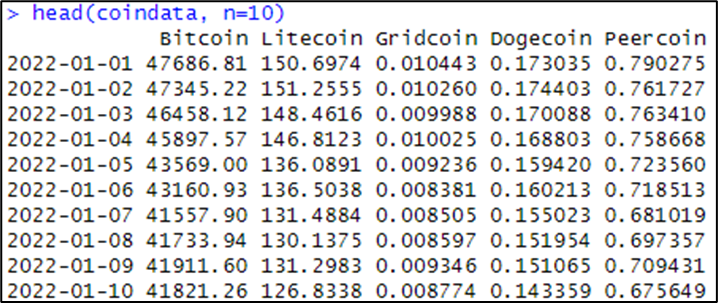 > head(coindata, n=10)
Bitcoin Litecoin Gridcoin Dogecoin Peercoin
2022-01-01 47686.81 150.6974 0.010443 0.173035 0.790275
2022-01-02 47345.22 151.2555 0.010260 0.174403 0.761727
2022-01-03 46458.12 148.4616 0.009988 0.170088 0.763410
2022-01-04 45897.57 146.8123 0.010025 0.168803 0.758668
2022-01-05 43569.00 136.0891 0.009236 0.159420 0.723560
2022-01-06 43160.93 136.5038 0.008381 0.160213 0.718513
2022-01-07 41557.90 131.4884 0.008505 0.155023 0.681019
2022-01-08 41733.94 130.1375 0.008597 0.151954 0.697357
2022-01-09 41911.60 131.2983 0.009346 0.151065 0.709431
2022-01-10 41821.26 126.8338 0.008774 0.143359 0.675649